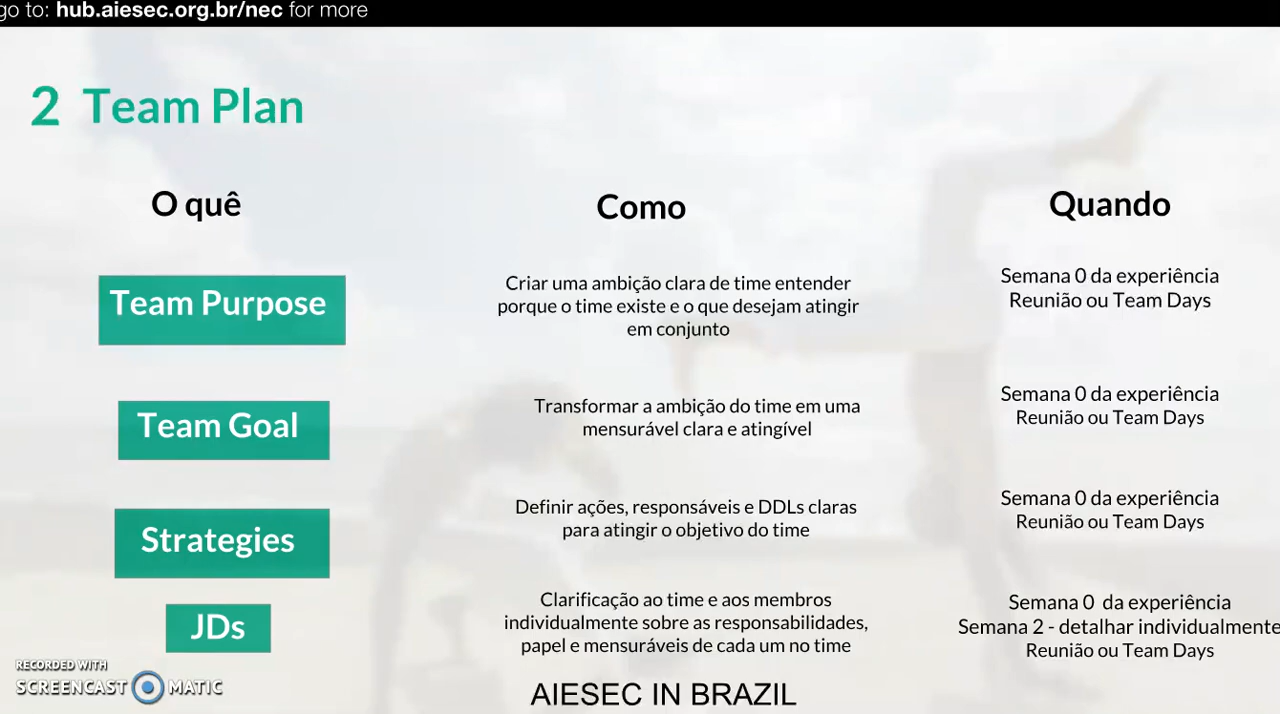 go to: hub.aiesec.org.br/nec for more
2 Team Plan
O quê
Como
Quando
Team Purpose
Criar uma ambição clara de time entender
porque o time existe e o que desejam atingir
em conjunto
Semana 0 da experiência
Reunião ou Team Days
Team Goal
Transformar a ambição do time em uma
mensurável clara e atingível
Semana 0 da experiência
Reunião ou Team Days
Strategies
Definir ações, responsáveis e DDLs claras
para atingir o objetivo do time
Semana 0 da experiência
Reunião ou Team Days
JDs
Clarificação ao time e aos membros
individualmente sobre as responsabilidades,
papel e mensuráveis de cada um no time
Semana 0 da experiência
Semana 2 - detalhar individualmente
Reunião ou Team Days
RECORDED WITH
SCREENCAST MATIC
AIESEC IN BRAZIL